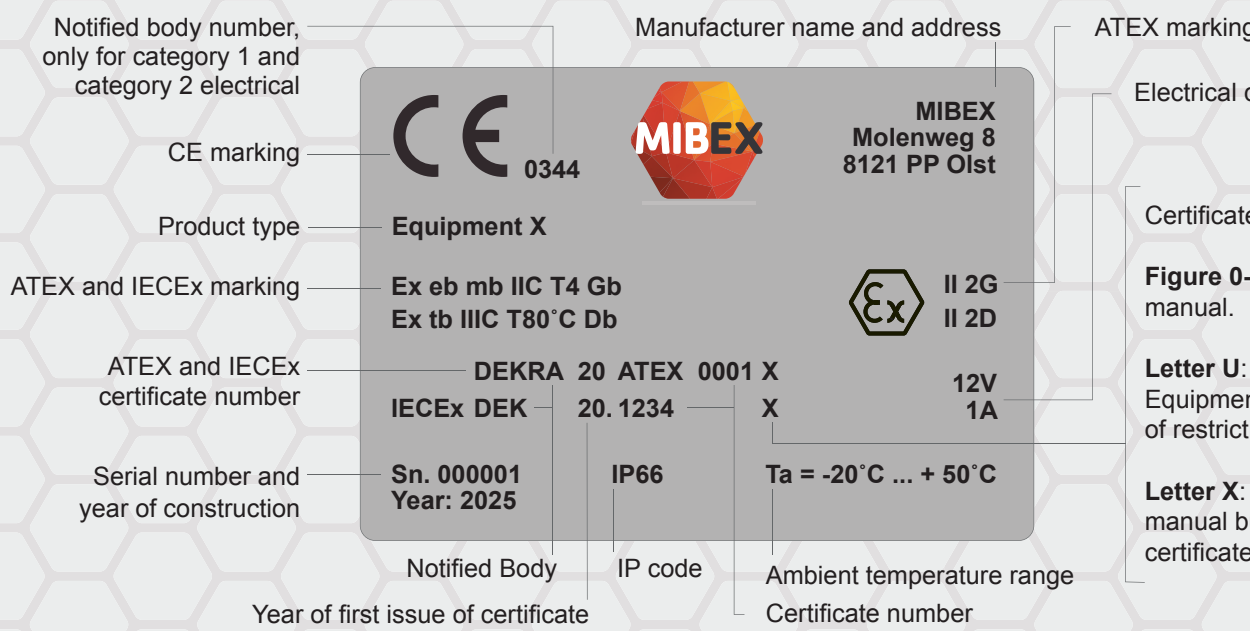 Notified body number,
only for category 1 and
category 2 electrical
Manufacturer name and address
ATEX marking
Electrical
CE marking
CE 0344
MIBEX
MIBEX
Molenweg 8
8121 PP Olst
Product type
Equipment X
Certificate
ATEX and IECEx marking
Ex eb mb IIC T4 Gb
Ex tb IIIC T80°C Db
Ex
II 2G
II 2D
Figure 0-
manual.
ATEX and IECEx
certificate number
DEKRA 20 ATEX 0001 X
IECEx DEK 20. 1234 X
12V
1A
Letter U:
of restrict
Serial number and
year of construction
Sn. 000001
Year: 2025
IP66
Ta = -20°C ... + 50°C
Letter X:
manual b
certificate
Notified Body
IP code
Ambient temperature range
Year of first issue of certificate
Certificate number